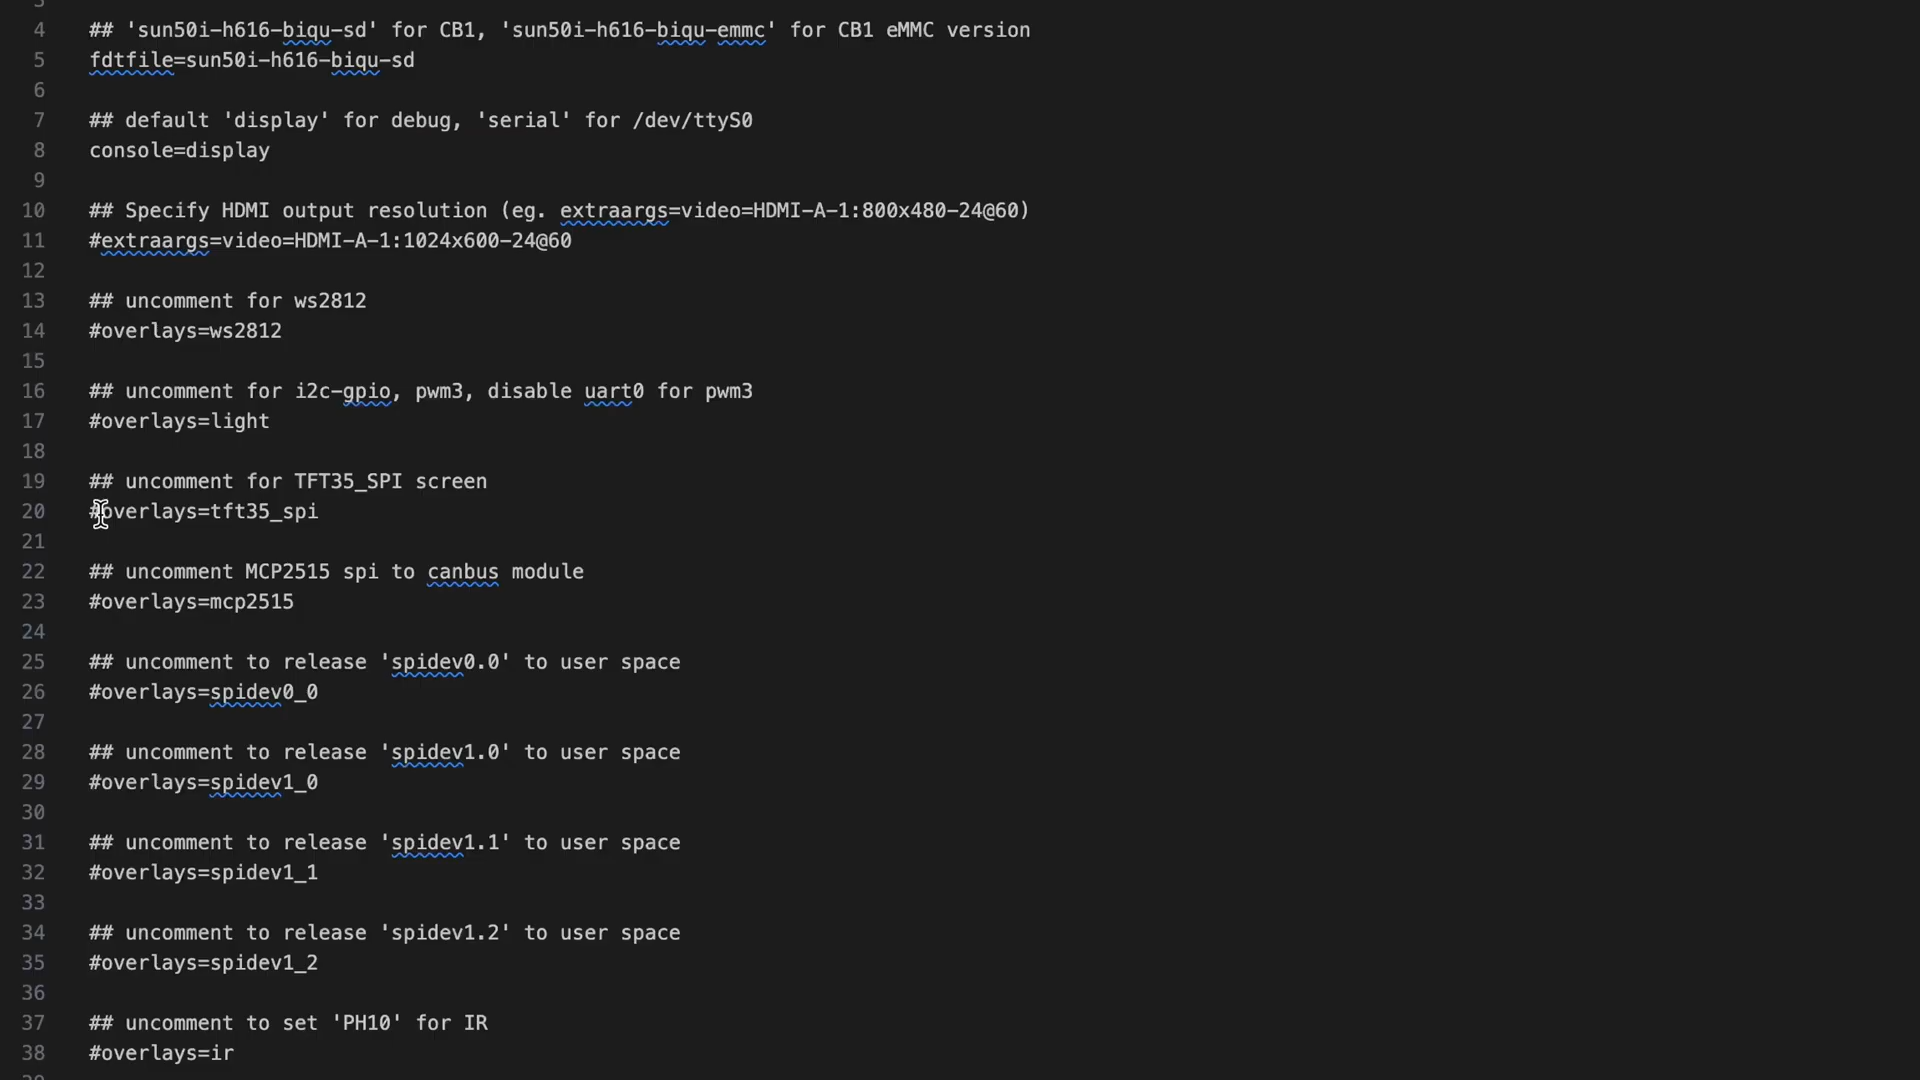 4 ## 'sun50i-h616-biqu-sd' for CB1, 'sun50i-h616-biqu-emmc' for CB1 eMMC version
5 fdtfile=sun50i-h616-biqu-sd
6
7 ## default 'display' for debug, 'serial' for /dev/ttyS0
8 console=display
9
10 ## Specify HDMI output resolution (eg. extraargs=video=HDMI-A-1:800x480-24@60)
11 #extraargs=video=HDMI-A-1:1024x600-24@60
12
13 ## uncomment for ws2812
14 #overlays=ws2812
15
16 ## uncomment for i2c-gpio, pwm3, disable uart0 for pwm3
17 #overlays=light
18
19 ## uncomment for TFT35_SPI screen
20 #overlays=tft35_spi
21
22 ## uncomment MCP2515 spi to canbus module
23 #overlays=mcp2515
24
25 ## uncomment to release 'spidev0.0' to user space
26 #overlays=spidev0_0
27
28 ## uncomment to release 'spidev1.0' to user space
29 #overlays=spidev1_0
30
31 ## uncomment to release 'spidev1.1' to user space
32 #overlays=spidev1_1
33
34 ## uncomment to release 'spidev1.2' to user space
35 #overlays=spidev1_2
36
37 ## uncomment to set 'PH10' for IR
38 #overlays=ir